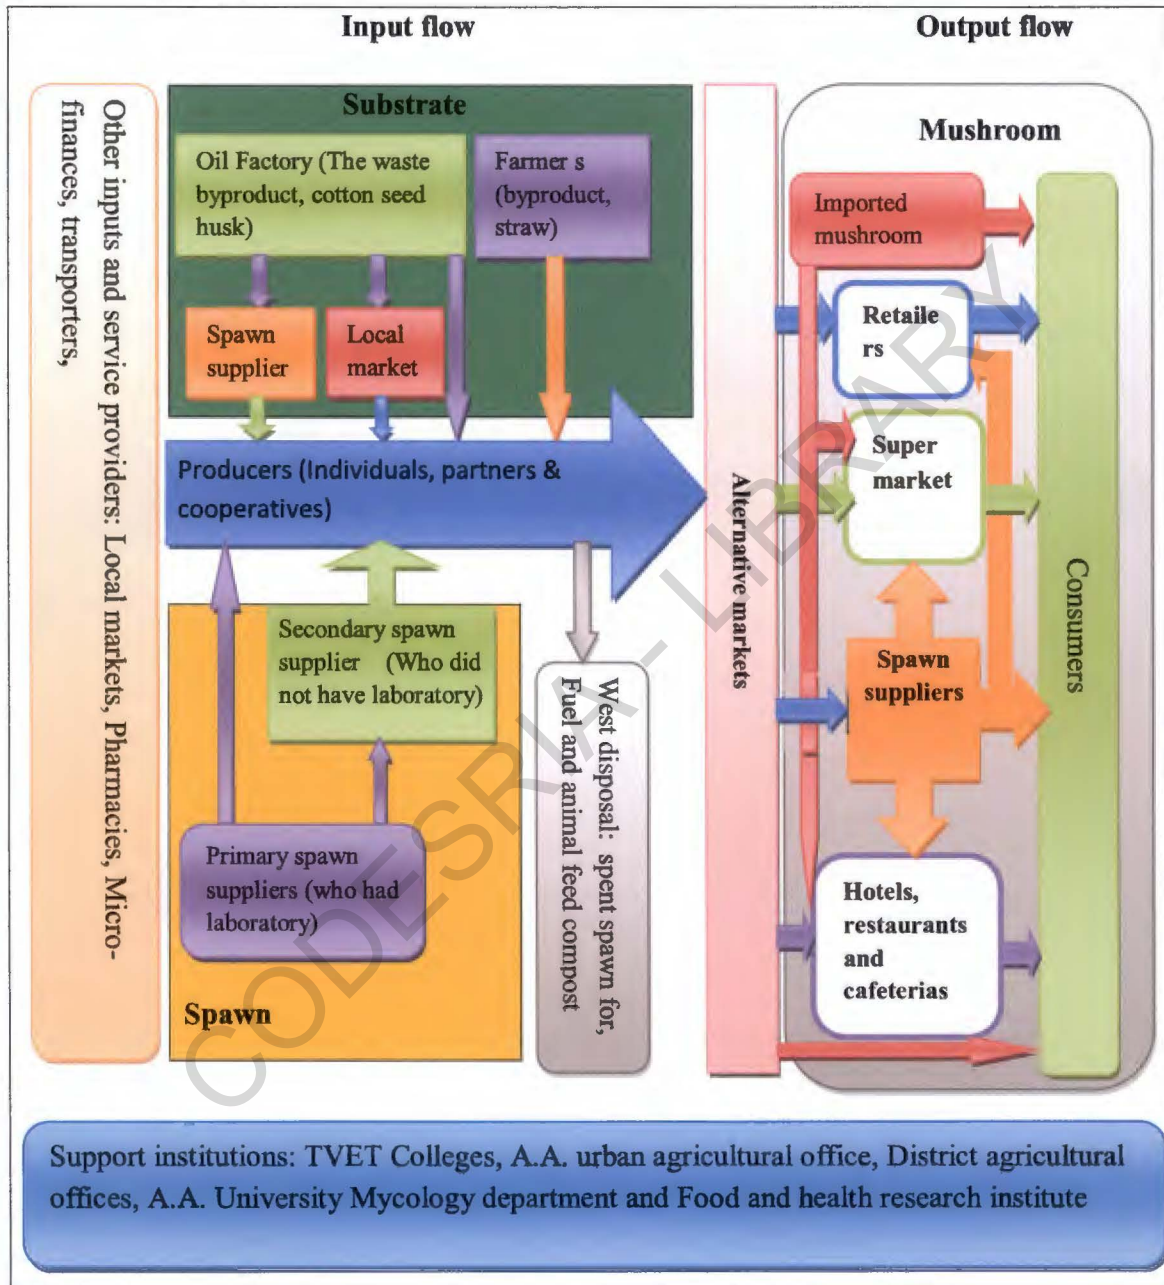 Input flow
Output flow
Other inputs and service providers: Local markets, Pharmacies, Micro-
finances, transporters,
Substrate
Oil Factory (The waste
byproduct, cotton seed
husk)
Farmer s
(byproduct,
straw)
Spawn
supplier
Local
market
Producers (Individuals, partners &
cooperatives)
Secondary spawn
supplier (Who did
not have laboratory)
Primary spawn
suppliers (who had
laboratory)
Spawn
West disposal: spent spawn for,
Fuel and animal feed compost
Alternative markets
Mushroom
Imported
mushroom
Retaile
rs
Super
market
Spawn
suppliers
Hotels,
restaurants
and
cafeterias
Consumers
Support institutions: TVET Colleges, A.A. urban agricultural office, District agricultural
offices, A.A. University Mycology department and Food and health research institute
CODESRIA - LIBRARY